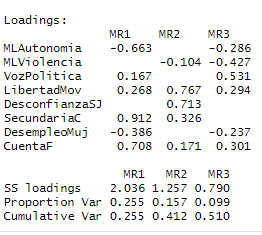 Loadings:
MR1 MR2 MR3
MLAutonomia -0.663 -0.286
MLViolencia -0.104 -0.427
VozPolitica 0.167 0.531
LibertadMov 0.268 0.767 0.294
DesconfianzaSJ 0.713
SecundariaC 0.912 0.326
DesempleoMuj -0.386 -0.237
CuentaF 0.708 0.171 0.301
MR1 MR2 MR3
SS loadings 2.036 1.257 0.790
Proportion Var 0.255 0.157 0.099
Cumulative Var 0.255 0.412 0.510